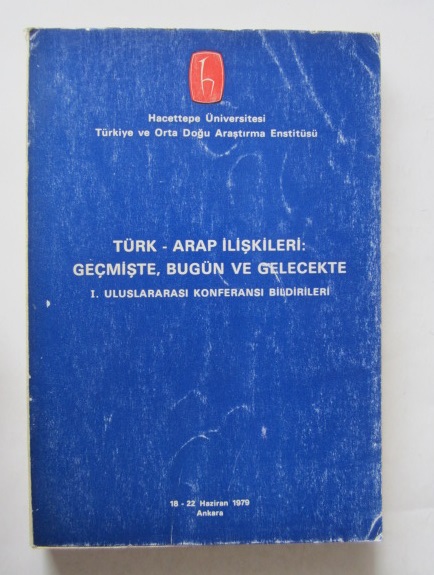 Hacettepe Üniversitesi
Türkiye ve Orta Doğu Araştırma Enstitüsü
TÜRK - ARAP İLİŞKİLERİ:
GEÇMİŞTE, BUGÜN VE GELECEKTE
I. ULUSLARARASI KONFERANSI BİLDİRİLERİ
18 - 22 Haziran 1979
Ankara